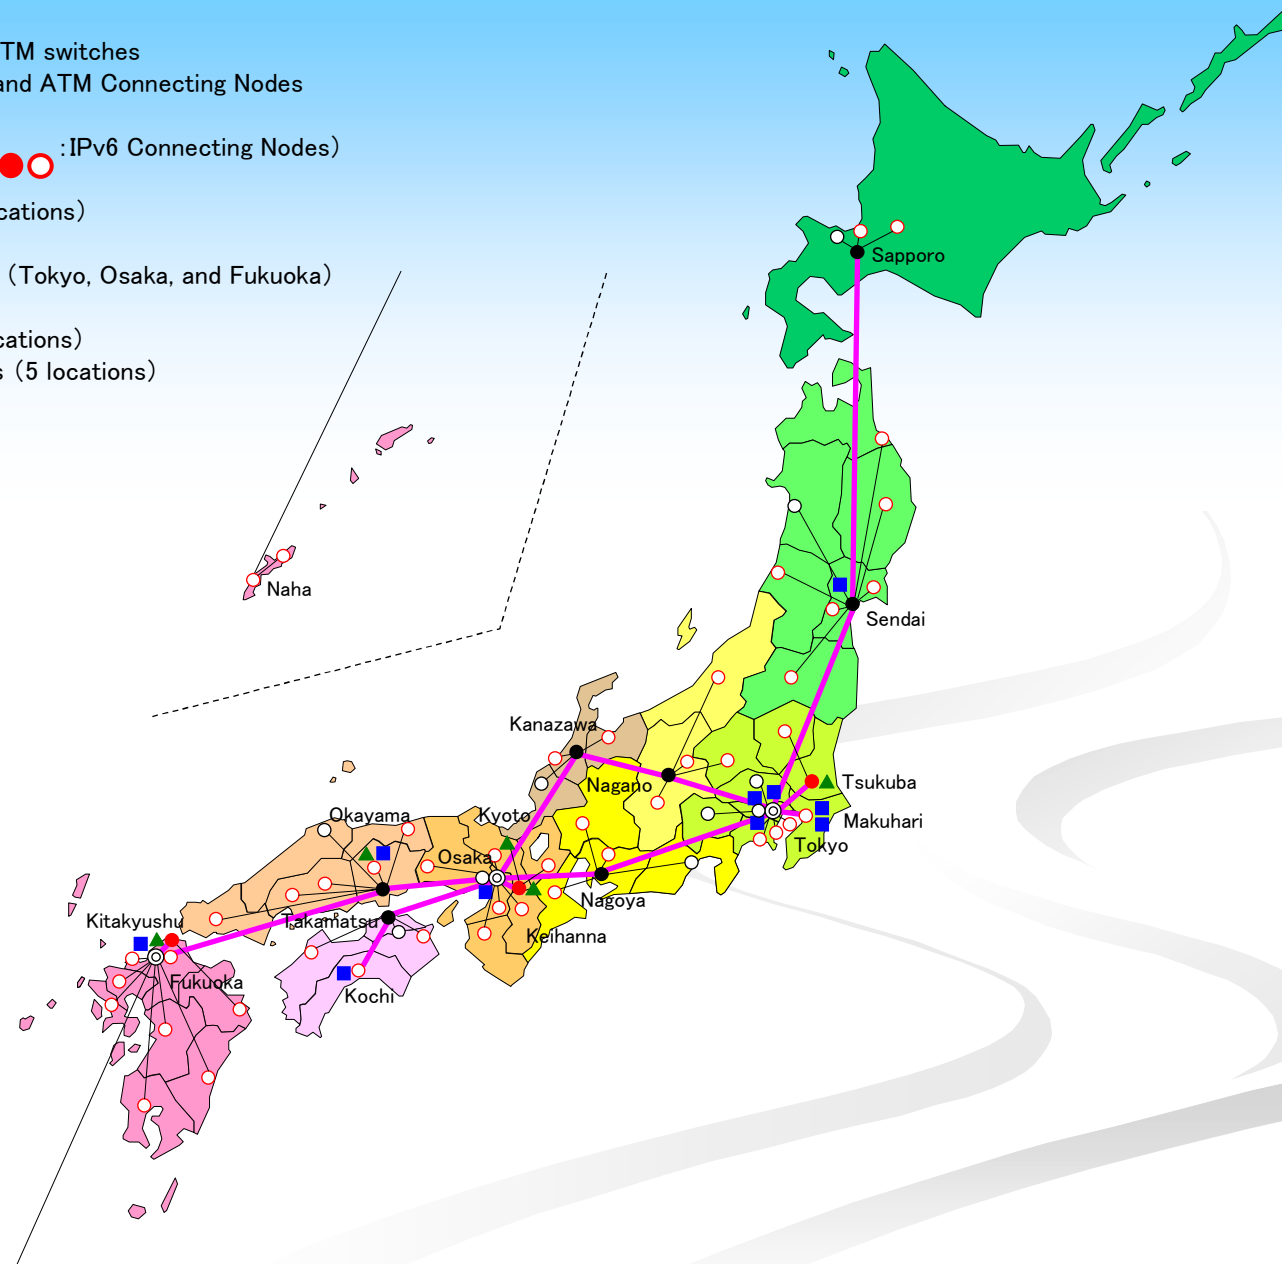 TM switches
and ATM Connecting Nodes
:IPv6 Connecting Nodes)
cations)
(Tokyo, Osaka, and Fukuoka)
cations)
s (5 locations)
Sapporo
Naha
Sendai
Kanazawa
Nagano
Tsukuba
Okayama
Kyoto
Makuhari
Tokyo
Osaka
Nagoya
Kitakyushu
Takamatsu
Keihanna
Fukuoka
Kochi